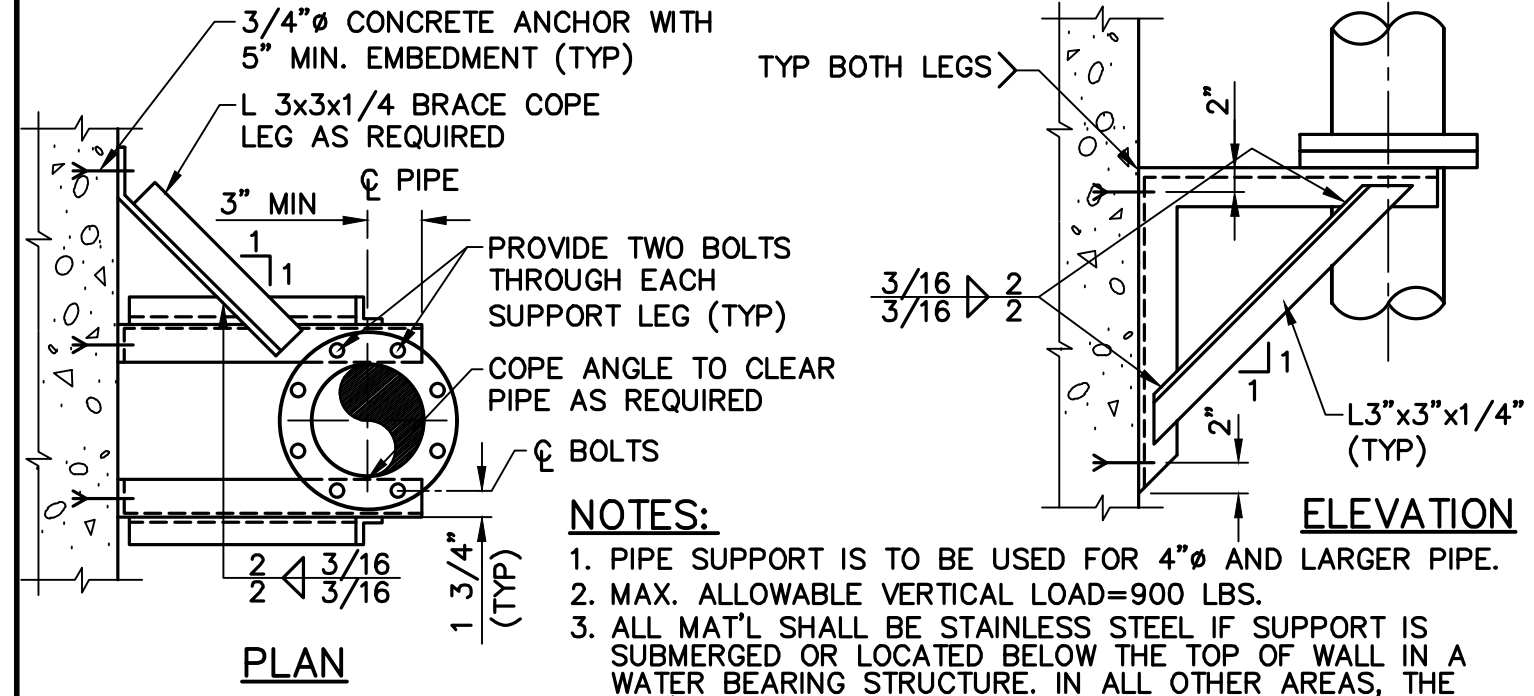 3/4"ø CONCRETE ANCHOR WITH
5" MIN. EMBEDMENT (TYP)
L 3x3x1/4 BRACE COPE
LEG AS REQUIRED
℄ PIPE
3" MIN
1
1
PROVIDE TWO BOLTS
THROUGH EACH
SUPPORT LEG (TYP)
COPE ANGLE TO CLEAR
PIPE AS REQUIRED
℄ BOLTS
1 3/4"
(TYP)
2 3/16
2 3/16
PLAN
TYP BOTH LEGS
2"
3/16 2
3/16 2
1
1
2"
L3"x3"x1/4"
(TYP)
ELEVATION
NOTES:
1. PIPE SUPPORT IS TO BE USED FOR 4"ø AND LARGER PIPE.
2. MAX. ALLOWABLE VERTICAL LOAD=900 LBS.
3. ALL MAT'L SHALL BE STAINLESS STEEL IF SUPPORT IS
SUBMERGED OR LOCATED BELOW THE TOP OF WALL IN A
WATER BEARING STRUCTURE. IN ALL OTHER AREAS, THE